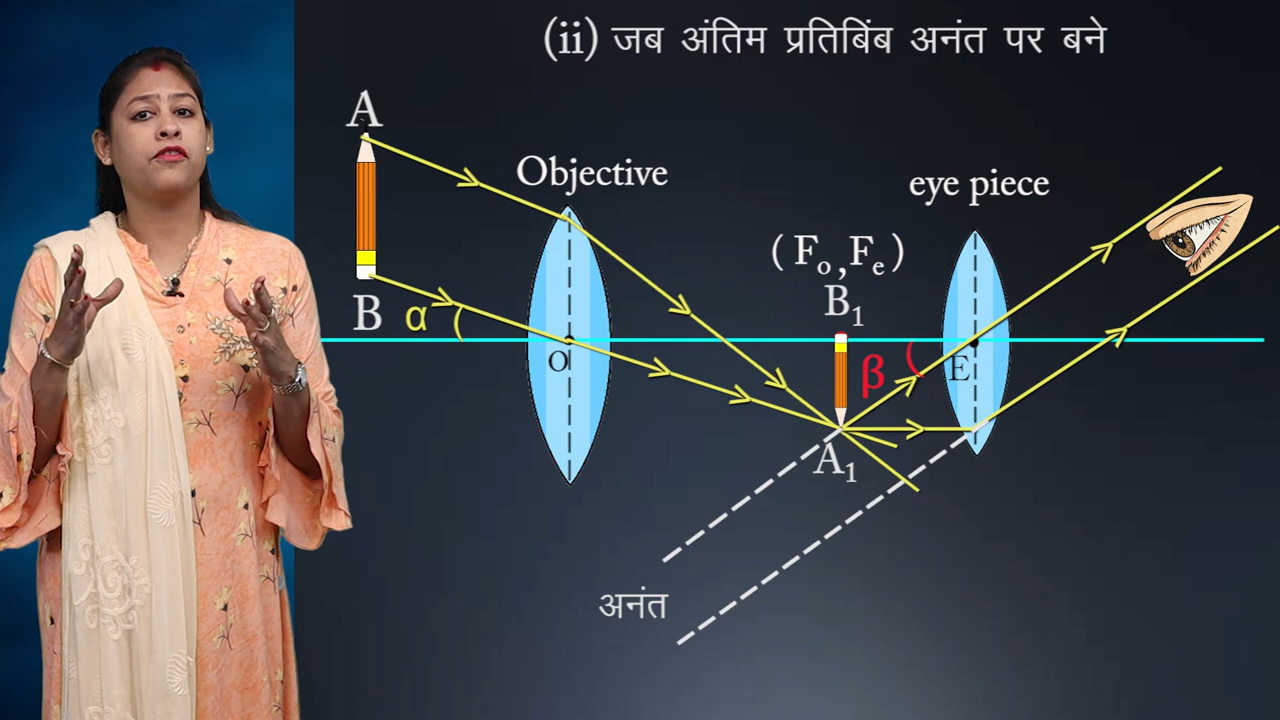 (ii) जब अंतिम प्रतिबिंब अनंत पर बने
A
Objective
eye piece
(Fₒ,Fₑ)
B₁
B
α
O
β
E
A₁
अनंत